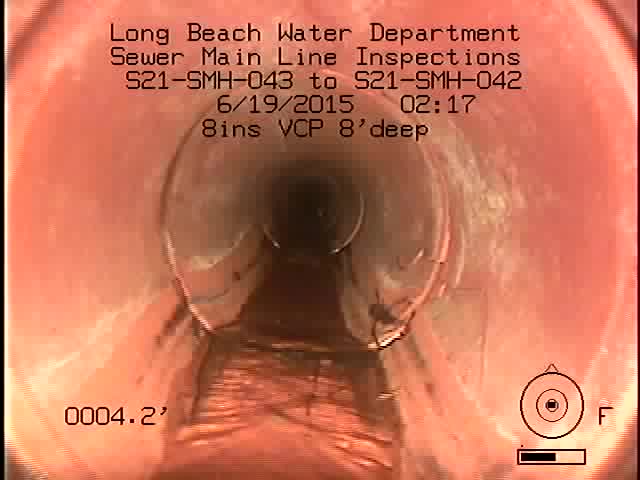 Long Beach Water Department
Sewer Main Line Inspections
S21-SMH-043 to S21-SMH-042
6/19/2015 02:17
8ins VCP 8'deep
0004.2' F